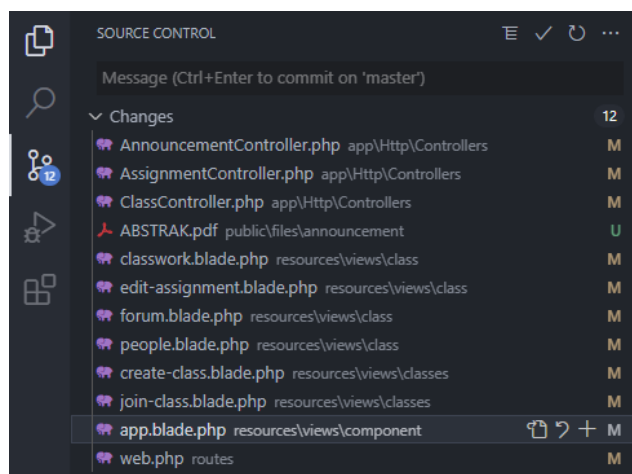 SOURCE CONTROL
Message (Ctrl+Enter to commit on 'master')
Changes 12
AnnouncementController.php app\Http\Controllers M
AssignmentController.php app\Http\Controllers M
ClassController.php app\Http\Controllers M
ABSTRAK.pdf public\files\announcement U
classwork.blade.php resources\views\class M
edit-assignment.blade.php resources\views\class M
forum.blade.php resources\views\class M
people.blade.php resources\views\class M
create-class.blade.php resources\views\classes M
join-class.blade.php resources\views\classes M
app.blade.php resources\views\component M
web.php routes M
12